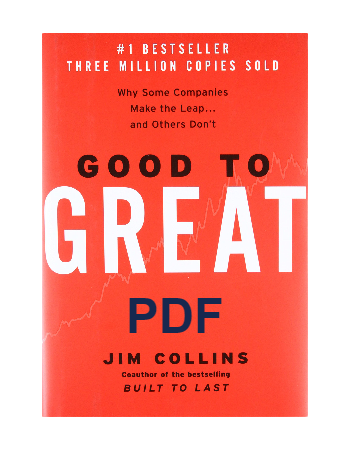 #1 BESTSELLER
THREE MILLION COPIES SOLD
Why Some Companies
Make the Leap...
and Others Don't
GOOD TO
GREAT
PDF
JIM COLLINS
Coauthor of the bestselling
BUILT TO LAST